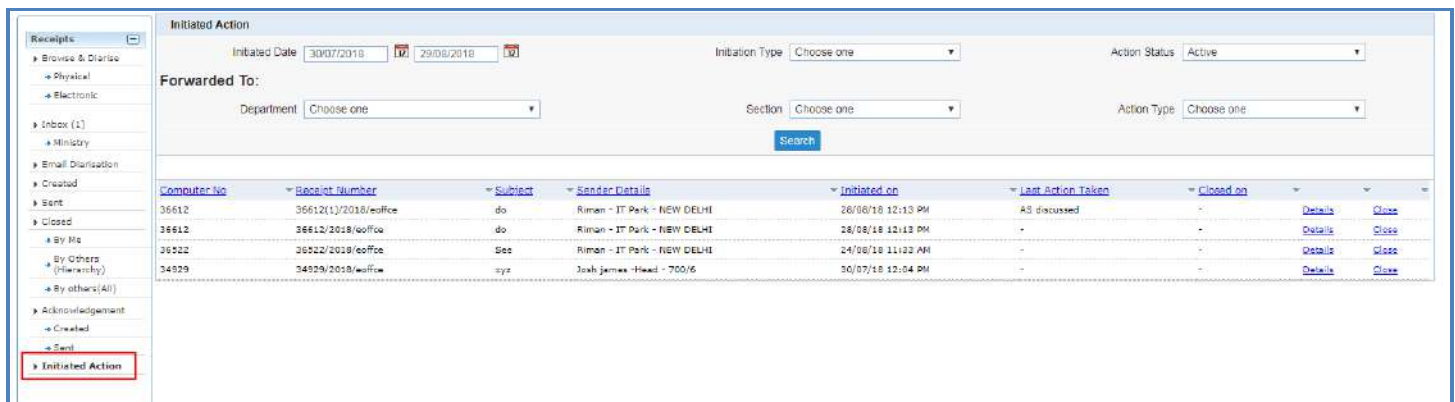 Receipts
Browse & Diarise
Physical
Electronic
Inbox (1)
Ministry
Email Diarisation
Created
Sent
Closed
By Me
By Others
(Hierarchy)
By others(All)
Acknowledgement
Created
Sent
Initiated Action
Initiated Action
Initiated Date 30/07/2018 29/08/2018 Initiation Type Choose one Action Status Active
Forwarded To:
Department Choose one Section Choose one Action Type Choose one
Search
Computer No Receipt Number Subject Sender Details Initiated on Last Action Taken Closed on
36612 36612(1)/2018/eoffce do Riman - IT Park - NEW DELHI 28/08/18 12:13 PM AS discussed - Details Close
36612 36612/2018/eoffce do Riman - IT Park - NEW DELHI 28/08/18 12:13 PM - - Details Close
36522 36522/2018/eoffce See Riman - IT Park - NEW DELHI 24/08/18 11:33 AM - - Details Close
34929 34929/2018/eoffce xyz Josh james -Head - 700/6 30/07/18 12:04 PM - - Details Close